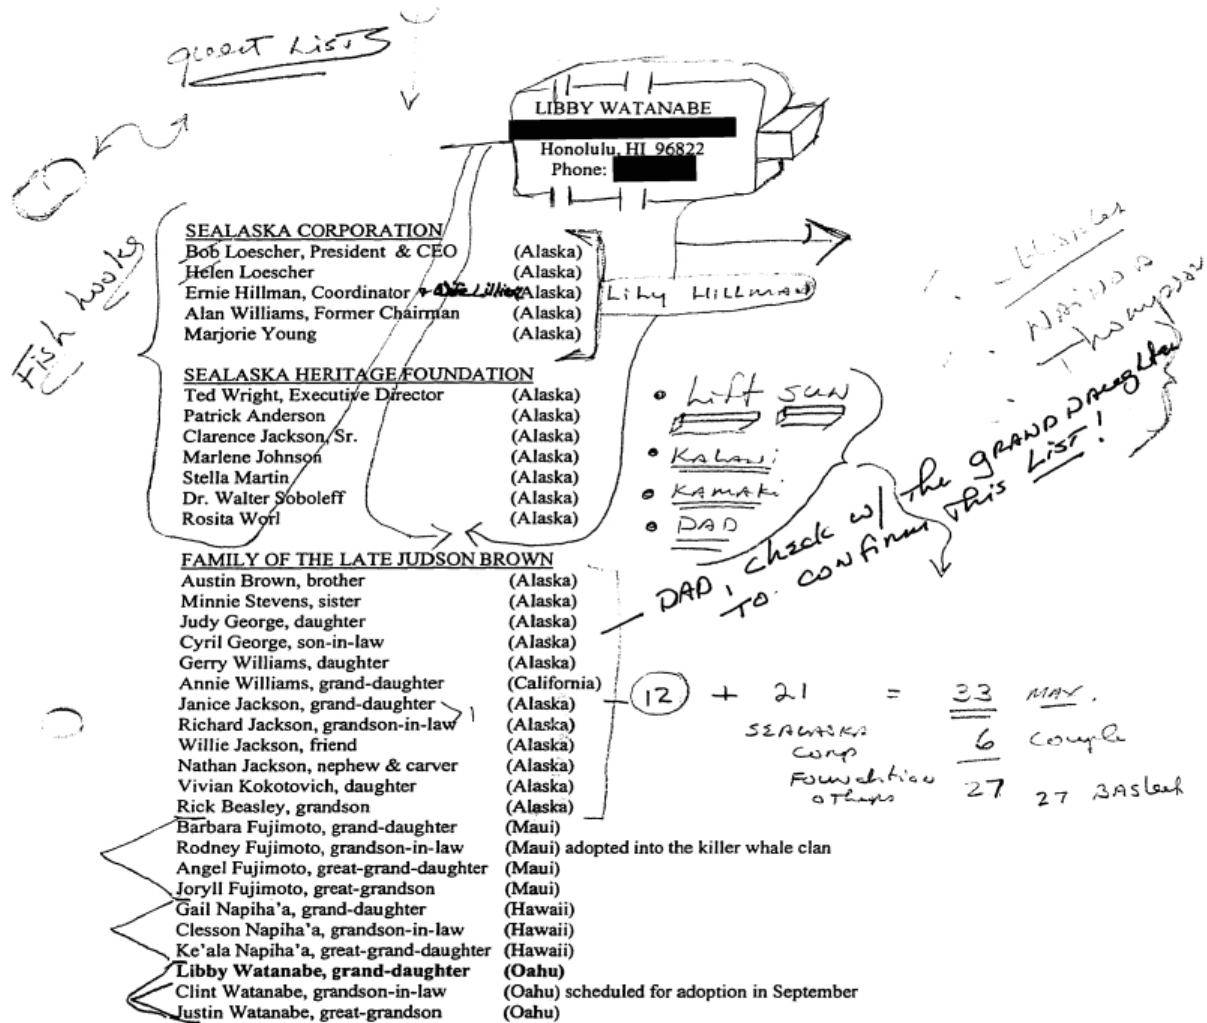 guest List
LIBBY WATANABE
Honolulu, HI 96822
Phone:
Fish hooks
SEALASKA CORPORATION
Bob Loescher, President & CEO (Alaska)
Helen Loescher (Alaska)
Ernie Hillman, Coordinator (Alaska)
LiLy HILLMAN
Alan Williams, Former Chairman (Alaska)
Marjorie Young (Alaska)
NAINOA
Thompson
SEALASKA HERITAGE FOUNDATION
Ted Wright, Executive Director (Alaska)
Patrick Anderson (Alaska)
Clarence Jackson, Sr. (Alaska)
Marlene Johnson (Alaska)
Stella Martin (Alaska)
Dr. Walter Soboleff (Alaska)
Rosita Worl (Alaska)
• Lift SUN
• KALANI
• KAMAKi
• DAD
DAD, check w/ the GRAND DAughter
TO CONFIRM This LIST!
FAMILY OF THE LATE JUDSON BROWN
Austin Brown, brother (Alaska)
Minnie Stevens, sister (Alaska)
Judy George, daughter (Alaska)
Cyril George, son-in-law (Alaska)
Gerry Williams, daughter (Alaska)
Annie Williams, grand-daughter (California)
Janice Jackson, grand-daughter (Alaska)
Richard Jackson, grandson-in-law (Alaska)
Willie Jackson, friend (Alaska)
Nathan Jackson, nephew & carver (Alaska)
Vivian Kokotovich, daughter (Alaska)
Rick Beasley, grandson (Alaska)
12 + 21 = 33 MAX.
SEALASKA
Corp
6 Couple
Foundation
others
27 27 BASket
Barbara Fujimoto, grand-daughter (Maui)
Rodney Fujimoto, grandson-in-law (Maui) adopted into the killer whale clan
Angel Fujimoto, great-grand-daughter (Maui)
Joryll Fujimoto, great-grandson (Maui)
Gail Napiha'a, grand-daughter (Hawaii)
Clesson Napiha'a, grandson-in-law (Hawaii)
Ke'ala Napiha'a, great-grand-daughter (Hawaii)
Libby Watanabe, grand-daughter (Oahu)
Clint Watanabe, grandson-in-law (Oahu) scheduled for adoption in September
Justin Watanabe, great-grandson (Oahu)